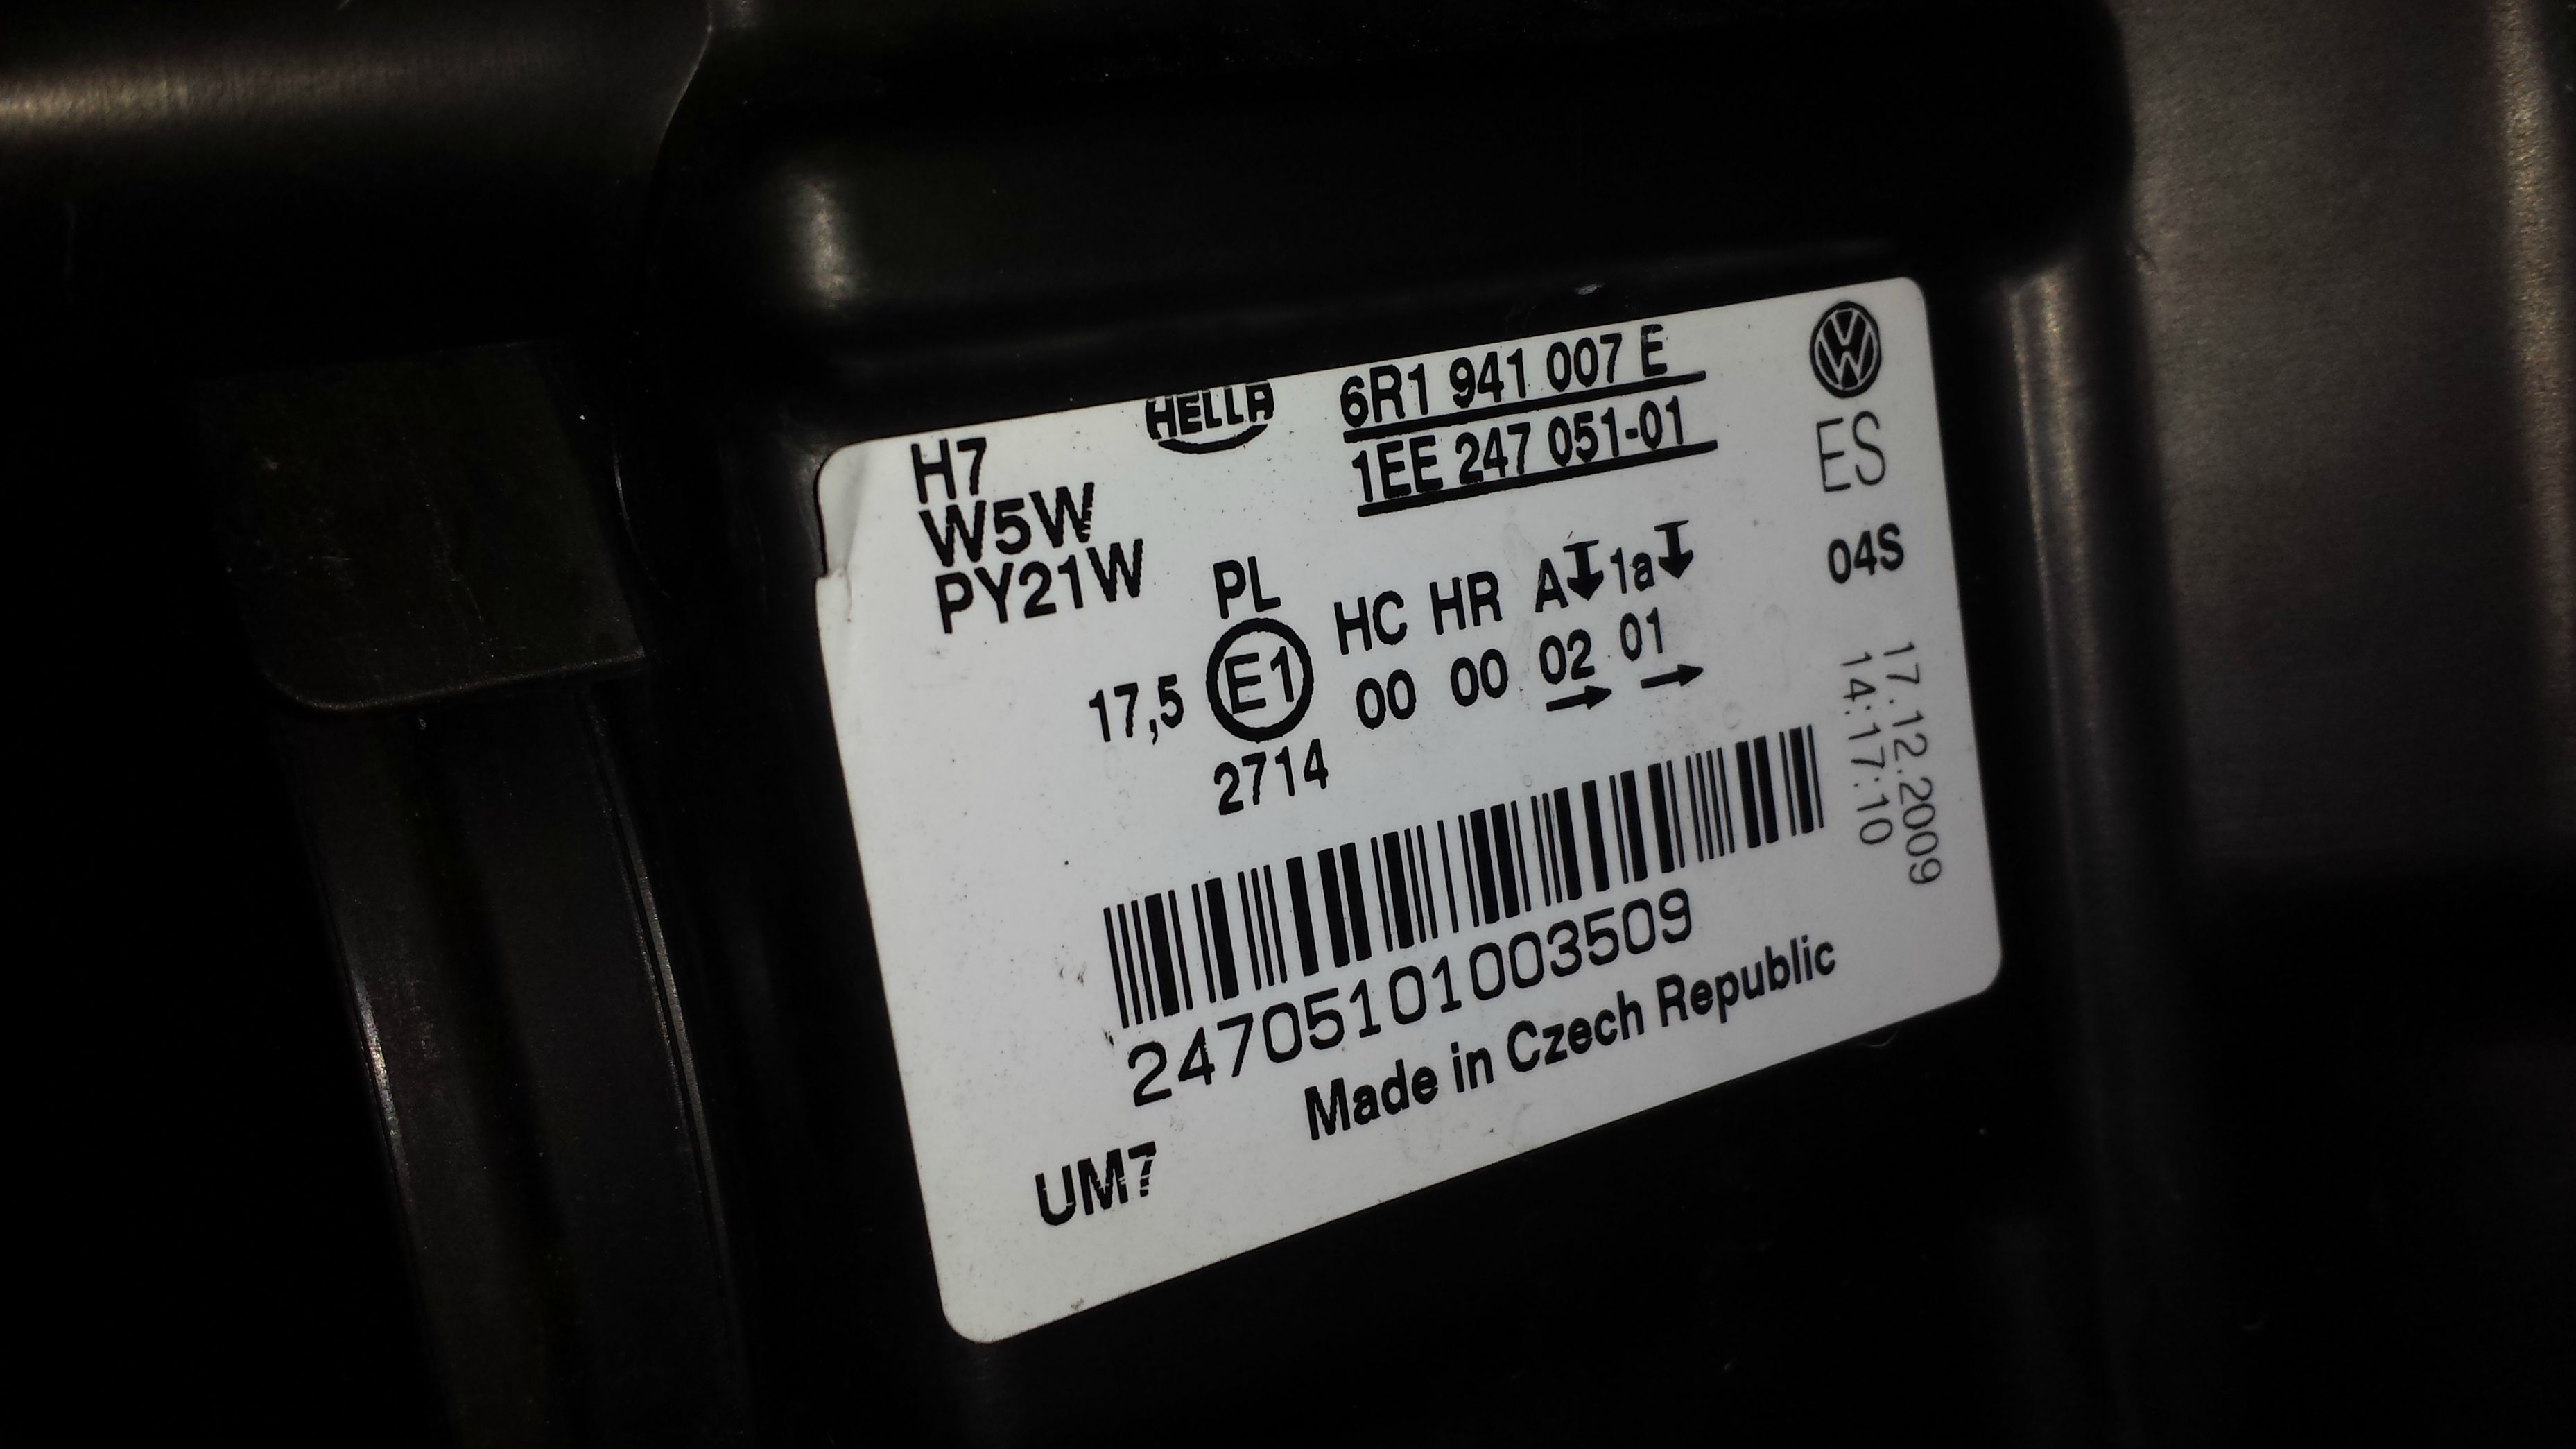 HELLA
6R1 941 007 E
1EE 247 051-01
H7
W5W
PY21W
ES
04S
PL
HC HR A 1a
17,5 E1 00 00 02 01
2714
17.12.2009
14:17:10
24705101003509
Made in Czech Republic
UM7